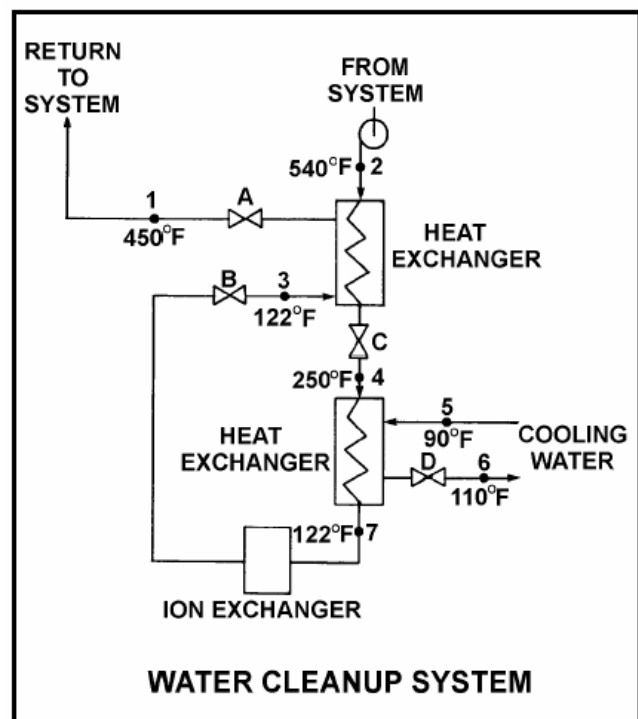 RETURN
TO
SYSTEM
FROM
SYSTEM
540°F 2
1
A
450°F
HEAT
EXCHANGER
B
3
122°F
C
250°F 4
5
90°F
COOLING
WATER
HEAT
EXCHANGER
D
6
110°F
122°F 7
ION EXCHANGER
WATER CLEANUP SYSTEM